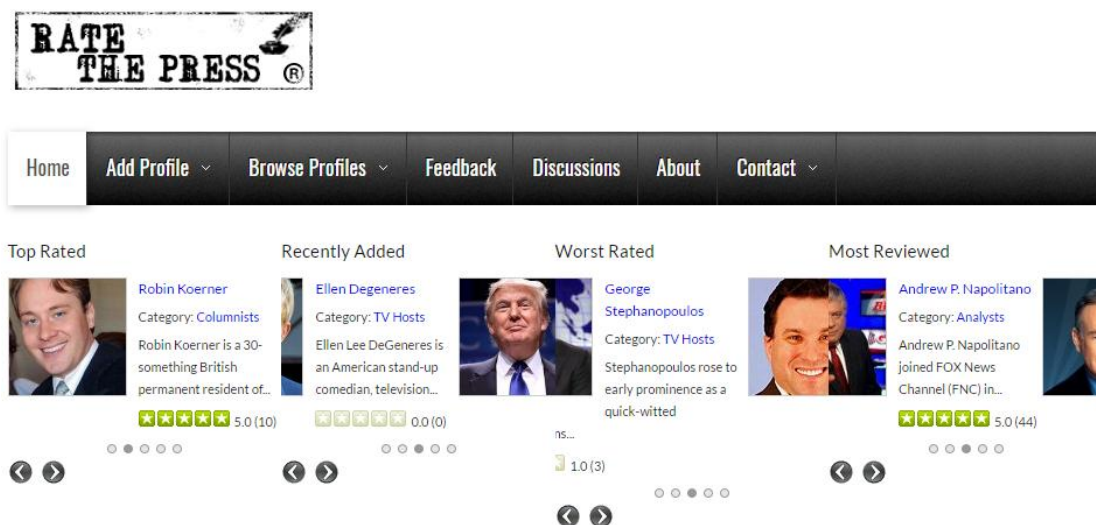 RATE
THE PRESS ®
Home
Add Profile
Browse Profiles
Feedback
Discussions
About
Contact
Top Rated
Robin Koerner
Category: Columnists
Robin Koerner is a 30-
something British
permanent resident of...
5.0 (10)
Recently Added
Ellen Degeneres
Category: TV Hosts
Ellen Lee DeGeneres is
an American stand-up
comedian, television...
0.0 (0)
Worst Rated
George
Stephanopoulos
Category: TV Hosts
Stephanopoulos rose to
early prominence as a
quick-witted
ns...
1.0 (3)
Most Reviewed
Andrew P. Napolitano
Category: Analysts
Andrew P. Napolitano
joined FOX News
Channel (FNC) in...
5.0 (44)